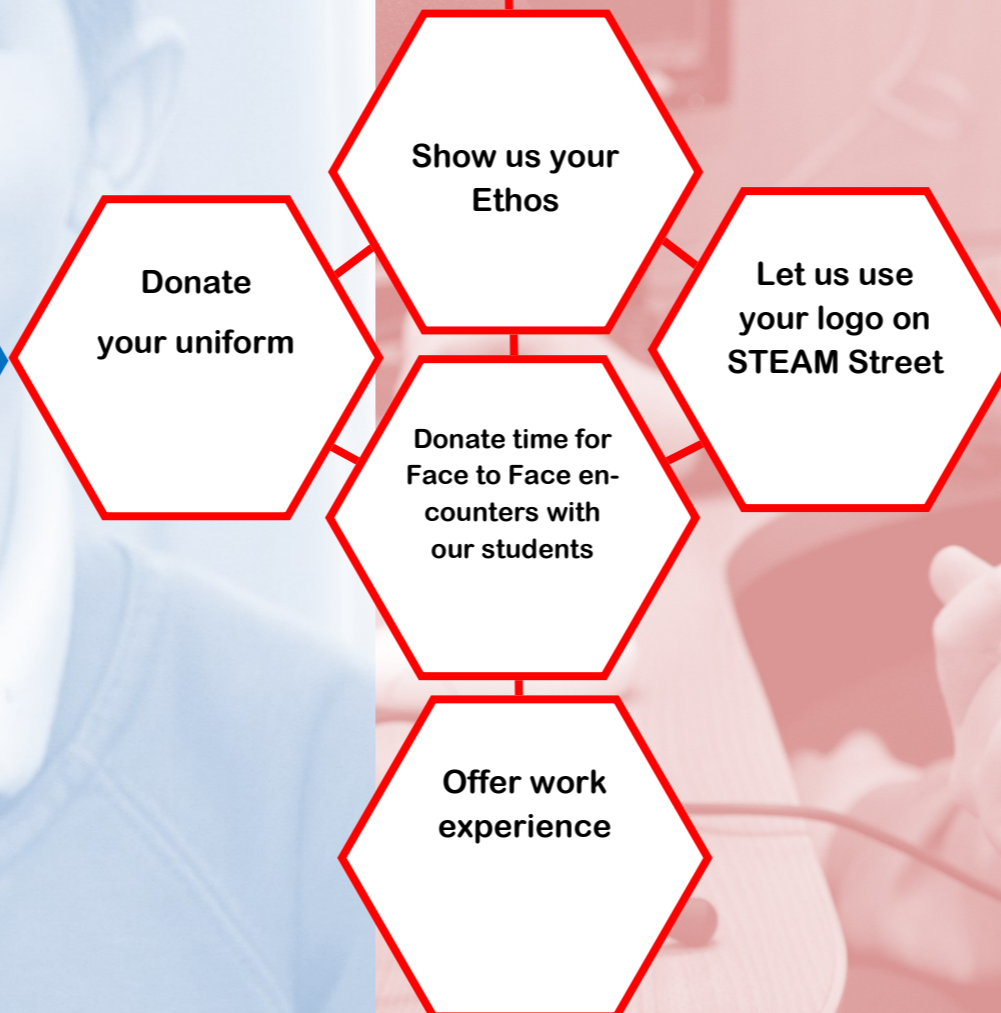 Show us your
Ethos
Donate
your uniform
Let us use
your logo on
STEAM Street
Donate time for
Face to Face en-
counters with
our students
Offer work
experience